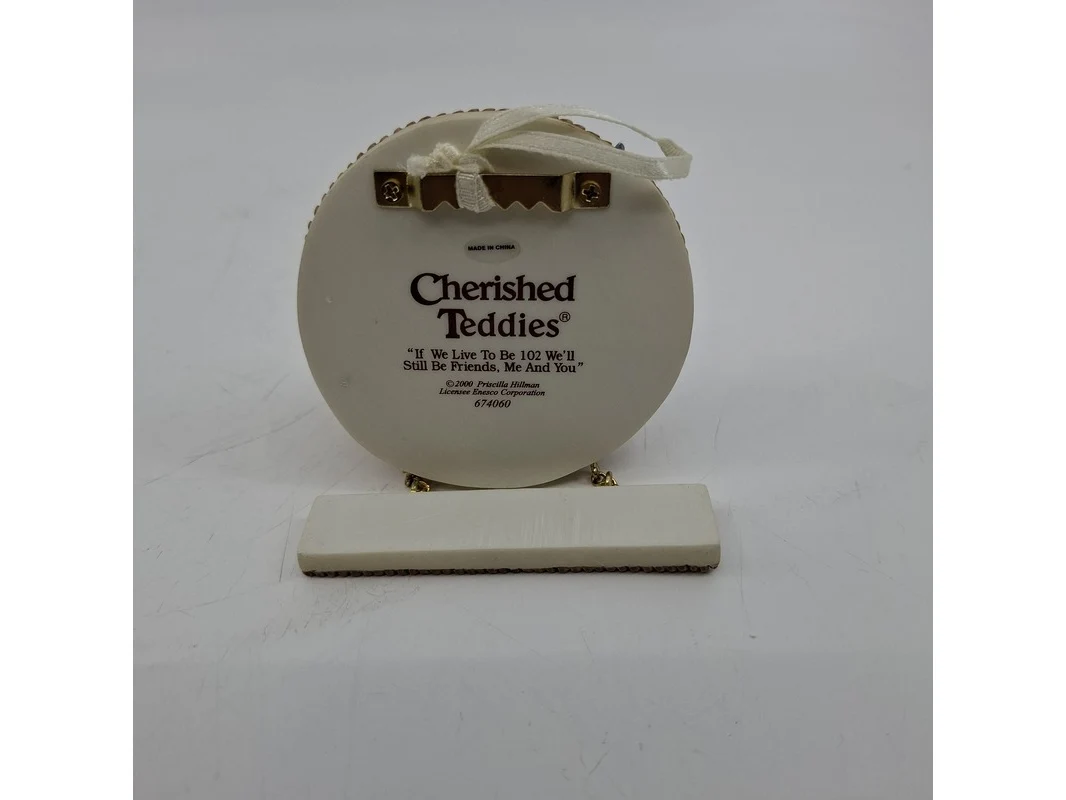 MADE IN CHINA
Cherished
Teddies®
“If We Live To Be 102 We'll
Still Be Friends, Me And You”
©2000 Priscilla Hillman
Licensee Enesco Corporation
674060